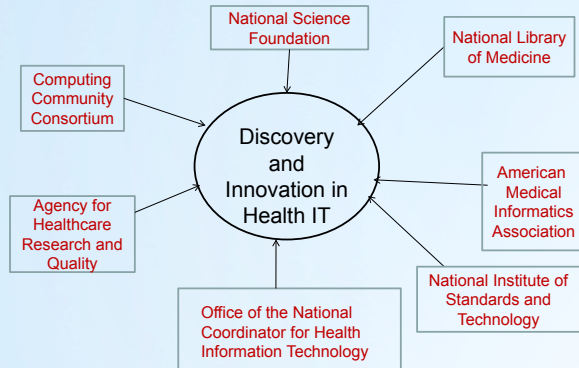 National Science
Foundation
National Library
of Medicine
Computing
Community
Consortium
Discovery
and
Innovation in
Health IT
American
Medical
Informatics
Association
Agency for
Healthcare
Research and
Quality
National Institute of
Standards and
Technology
Office of the National
Coordinator for Health
Information Technology